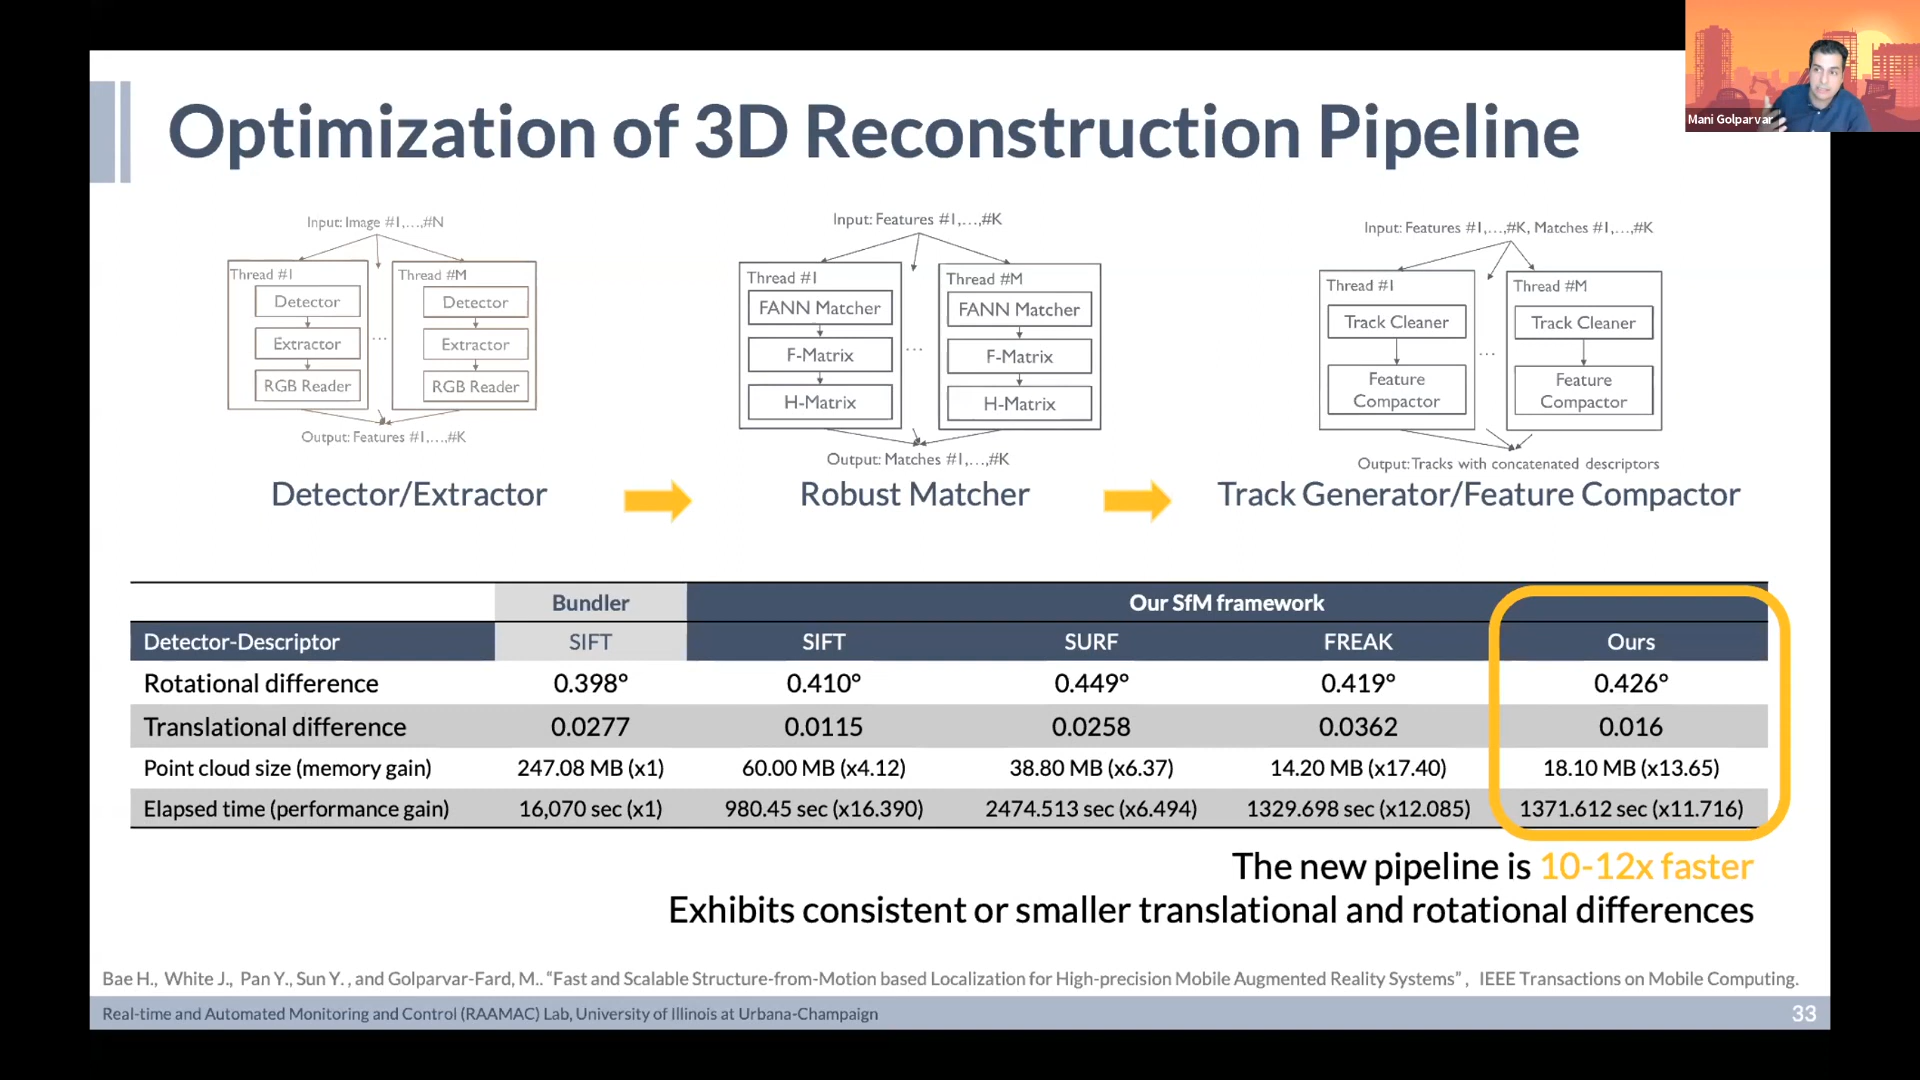 Optimization of 3D Reconstruction Pipeline
Mani Golparvar
Input: Image #1,...,#N
Thread #1
Detector
Extractor
RGB Reader
...
Thread #M
Detector
Extractor
RGB Reader
Output: Features #1,...,#K
Detector/Extractor
Input: Features #1,...,#K
Thread #1
FANN Matcher
F-Matrix
H-Matrix
...
Thread #M
FANN Matcher
F-Matrix
H-Matrix
Output: Matches #1,...,#K
Robust Matcher
Input: Features #1,...,#K, Matches #1,...,#K
Thread #1
Track Cleaner
Feature
Compactor
...
Thread #M
Track Cleaner
Feature
Compactor
Output: Tracks with concatenated descriptors
Track Generator/Feature Compactor
Bundler Our SfM framework
Detector-Descriptor SIFT SIFT SURF FREAK Ours
Rotational difference 0.398° 0.410° 0.449° 0.419° 0.426°
Translational difference 0.0277 0.0115 0.0258 0.0362 0.016
Point cloud size (memory gain) 247.08 MB (x1) 60.00 MB (x4.12) 38.80 MB (x6.37) 14.20 MB (x17.40) 18.10 MB (x13.65)
Elapsed time (performance gain) 16,070 sec (x1) 980.45 sec (x16.390) 2474.513 sec (x6.494) 1329.698 sec (x12.085) 1371.612 sec (x11.716)
The new pipeline is 10-12x faster
Exhibits consistent or smaller translational and rotational differences
Bae H., White J., Pan Y., Sun Y. , and Golparvar-Fard, M.. “Fast and Scalable Structure-from-Motion based Localization for High-precision Mobile Augmented Reality Systems” , IEEE Transactions on Mobile Computing.
Real-time and Automated Monitoring and Control (RAAMAC) Lab, University of Illinois at Urbana-Champaign
33